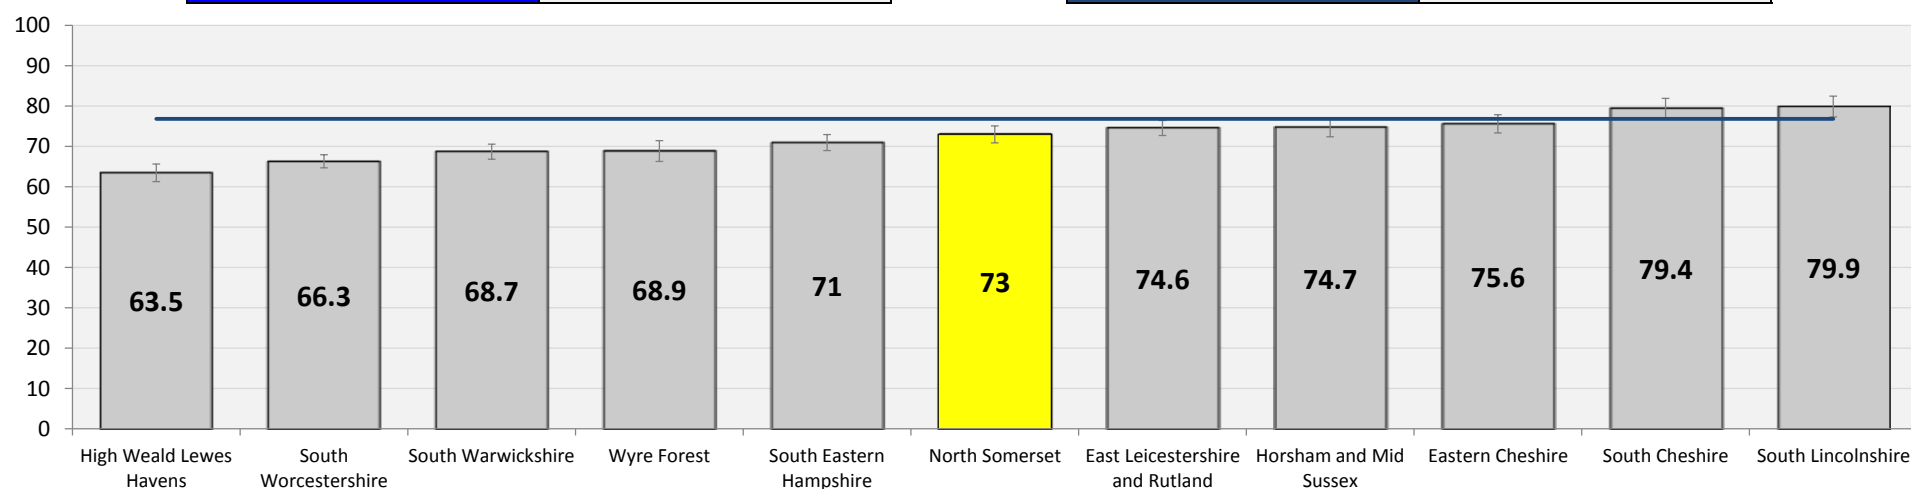 100
90
80
70
60
50
40
30
20
10
0
63.5
66.3
68.7
68.9
71
73
74.6
74.7
75.6
79.4
79.9
High Weald Lewes
Havens
South
Worcestershire
South Warwickshire
Wyre Forest
South Eastern
Hampshire
North Somerset
East Leicestershire
and Rutland
Horsham and Mid
Sussex
Eastern Cheshire
South Cheshire
South Lincolnshire